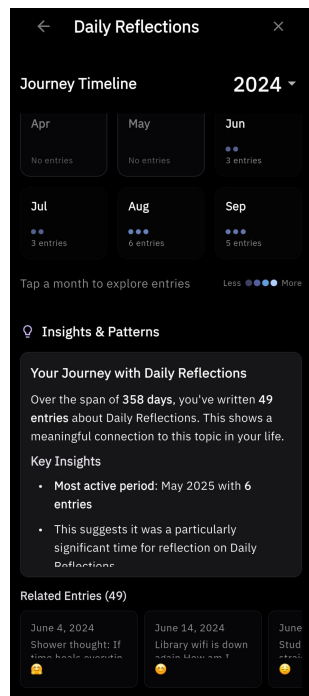 Daily Reflections
Journey Timeline
2024
Apr
May
Jun
No entries
No entries
3 entries
Jul
Aug
Sep
3 entries
6 entries
5 entries
Tap a month to explore entries
Less
More
Insights & Patterns
Your Journey with Daily Reflections
Over the span of 358 days, you've written 49
entries about Daily Reflections. This shows a
meaningful connection to this topic in your life.
Key Insights
• Most active period: May 2025 with 6
entries
• This suggests it was a particularly
significant time for reflection on Daily
Reflections
Related Entries (49)
June 4, 2024
June 14, 2024
June
Shower thought: If
Library wifi is down
Stud
time heals
again How am I